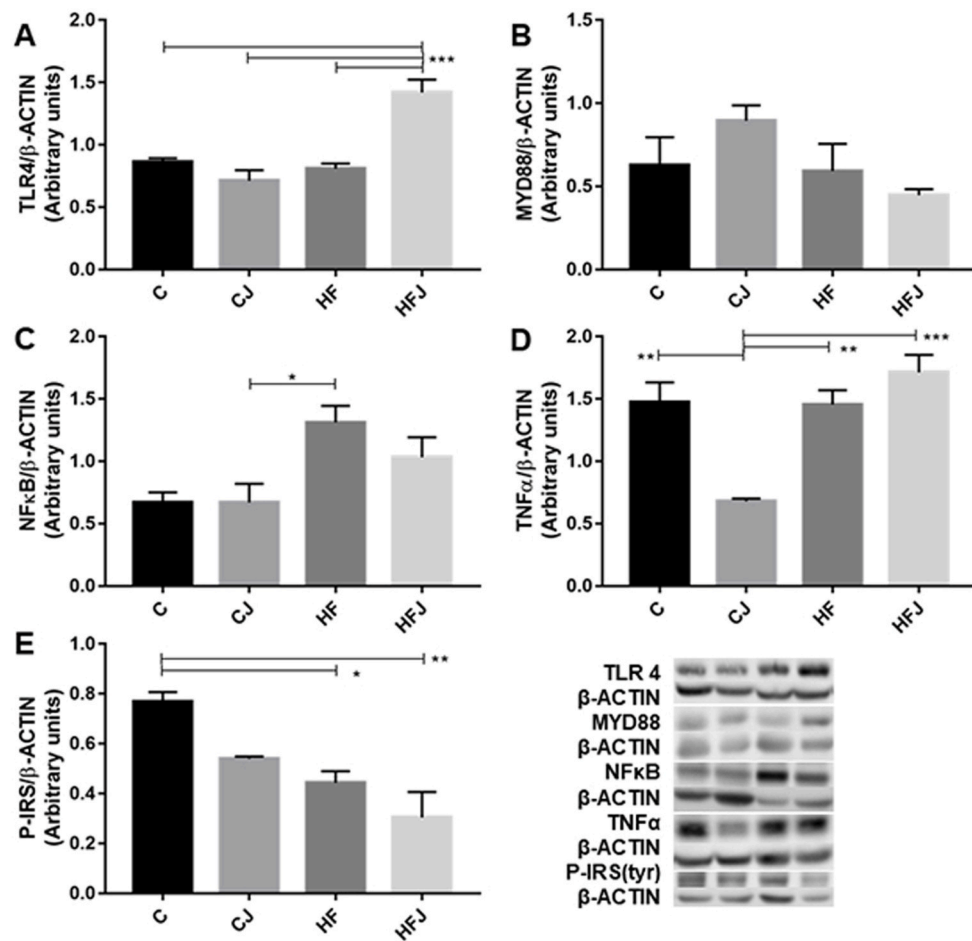 A
TLR4/β-ACTIN
(Arbitrary units)
2.0
1.5
1.0
0.5
0.0
***
C
CJ
HF
HFJ
B
MYD88/β-ACTIN
(Arbitrary units)
1.5
1.0
0.5
0.0
C
CJ
HF
HFJ
C
NFκB/β-ACTIN
(Arbitrary units)
2.0
1.5
1.0
0.5
0.0
*
C
CJ
HF
HFJ
D
TNFα/β-ACTIN
(Arbitrary units)
2.0
1.5
1.0
0.5
0.0
**
**
***
C
CJ
HF
HFJ
E
P-IRS/β-ACTIN
(Arbitrary units)
1.0
0.8
0.6
0.4
0.2
0.0
*
**
C
CJ
HF
HFJ
TLR 4
β-ACTIN
MYD88
β-ACTIN
NFκB
β-ACTIN
TNFα
β-ACTIN
P-IRS(tyr)
β-ACTIN